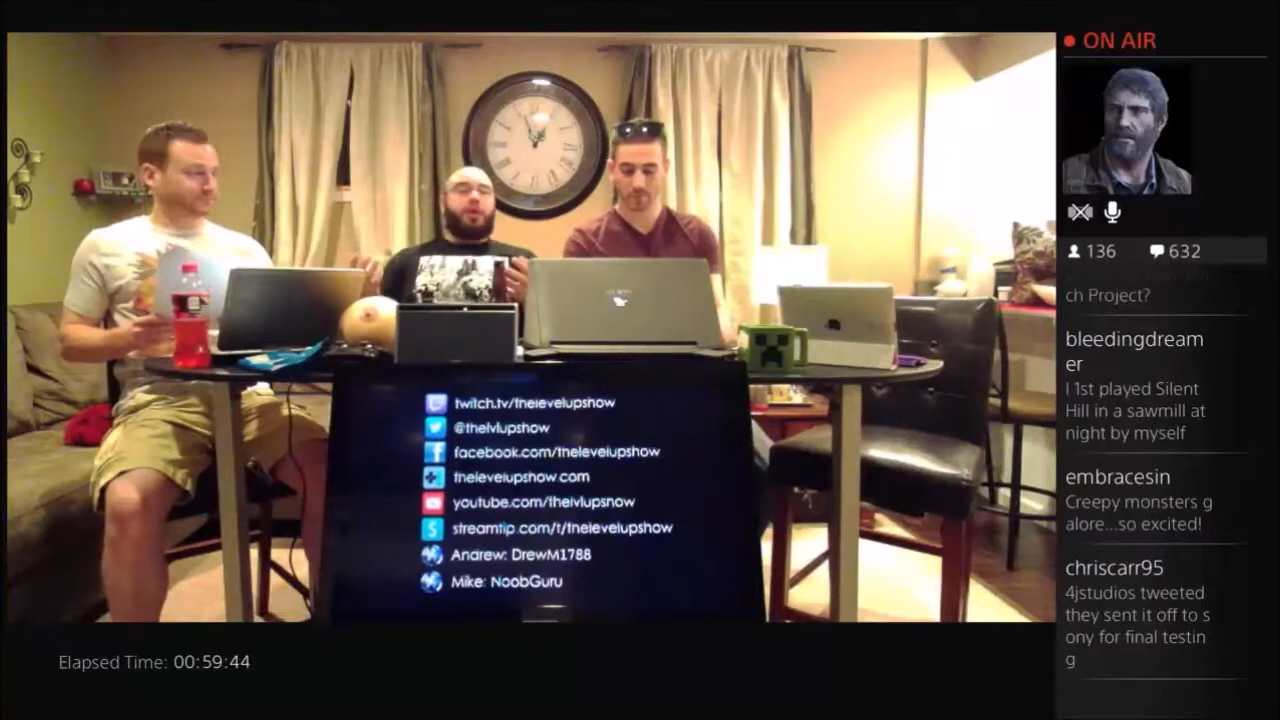 ON AIR
136 632
ch Project?
bleedingdream
er
I 1st played Silent
Hill in a sawmill at
night by myself
embracesin
Creepy monsters g
alore...so excited!
chriscarr95
4jstudios tweeted
they sent it off to s
ony for final testin
g
twitch.tv/thelevelupshow
@thelvlupshow
facebook.com/thelevelupshow
thelevelupshow.com
youtube.com/thelvlupshow
streamtip.com/t/thelevelupshow
Andrew: DrewM1788
Mike: NoobGuru
Elapsed Time: 00:59:44